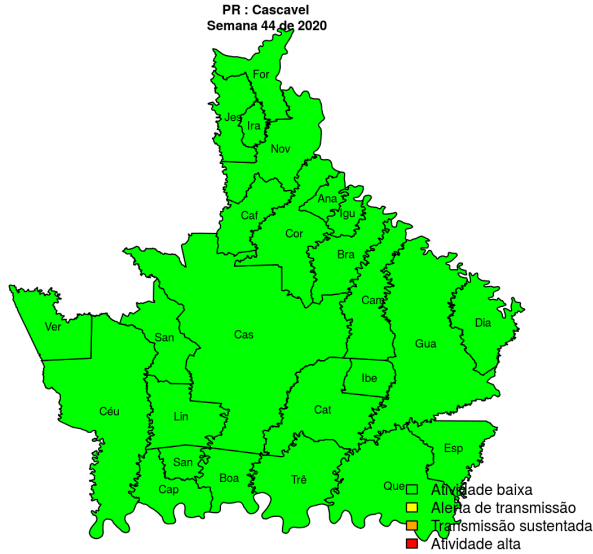 PR : Cascavel
Semana 44 de 2020
For
Jes
Ira
Nov
Ana
Igu
Caf
Cor
Bra
Cam
Dia
Ver
San
Cas
Gua
Ibe
Céu
Lin
Cat
Esp
San
Boa
Trê
Que
Cap
Atividade baixa
Alerta de transmissão
Transmissão sustentada
Atividade alta